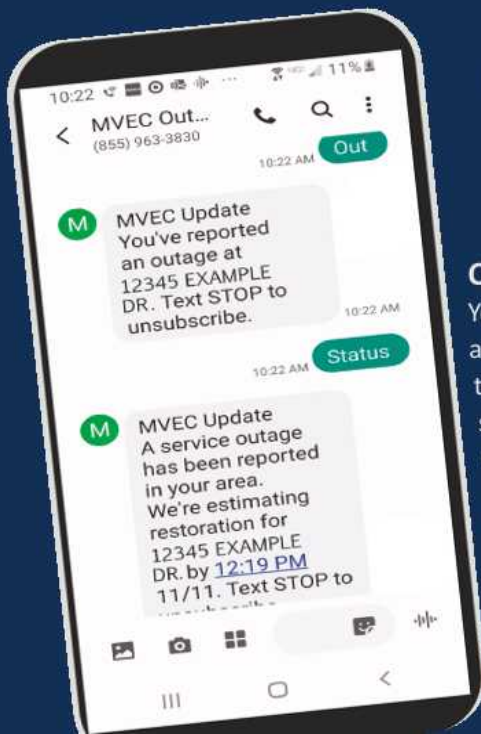 10:22 11%
MVEC Out...
(855) 963-3830
10:22 AM Out
M MVEC Update
You've reported
an outage at
12345 EXAMPLE
DR. Text STOP to
unsubscribe.
10:22 AM
10:22 AM Status
M MVEC Update
A service outage
has been reported
in your area.
We're estimating
restoration for
12345 EXAMPLE
DR. by 12:19 PM
11/11. Text STOP to
unsubscribe